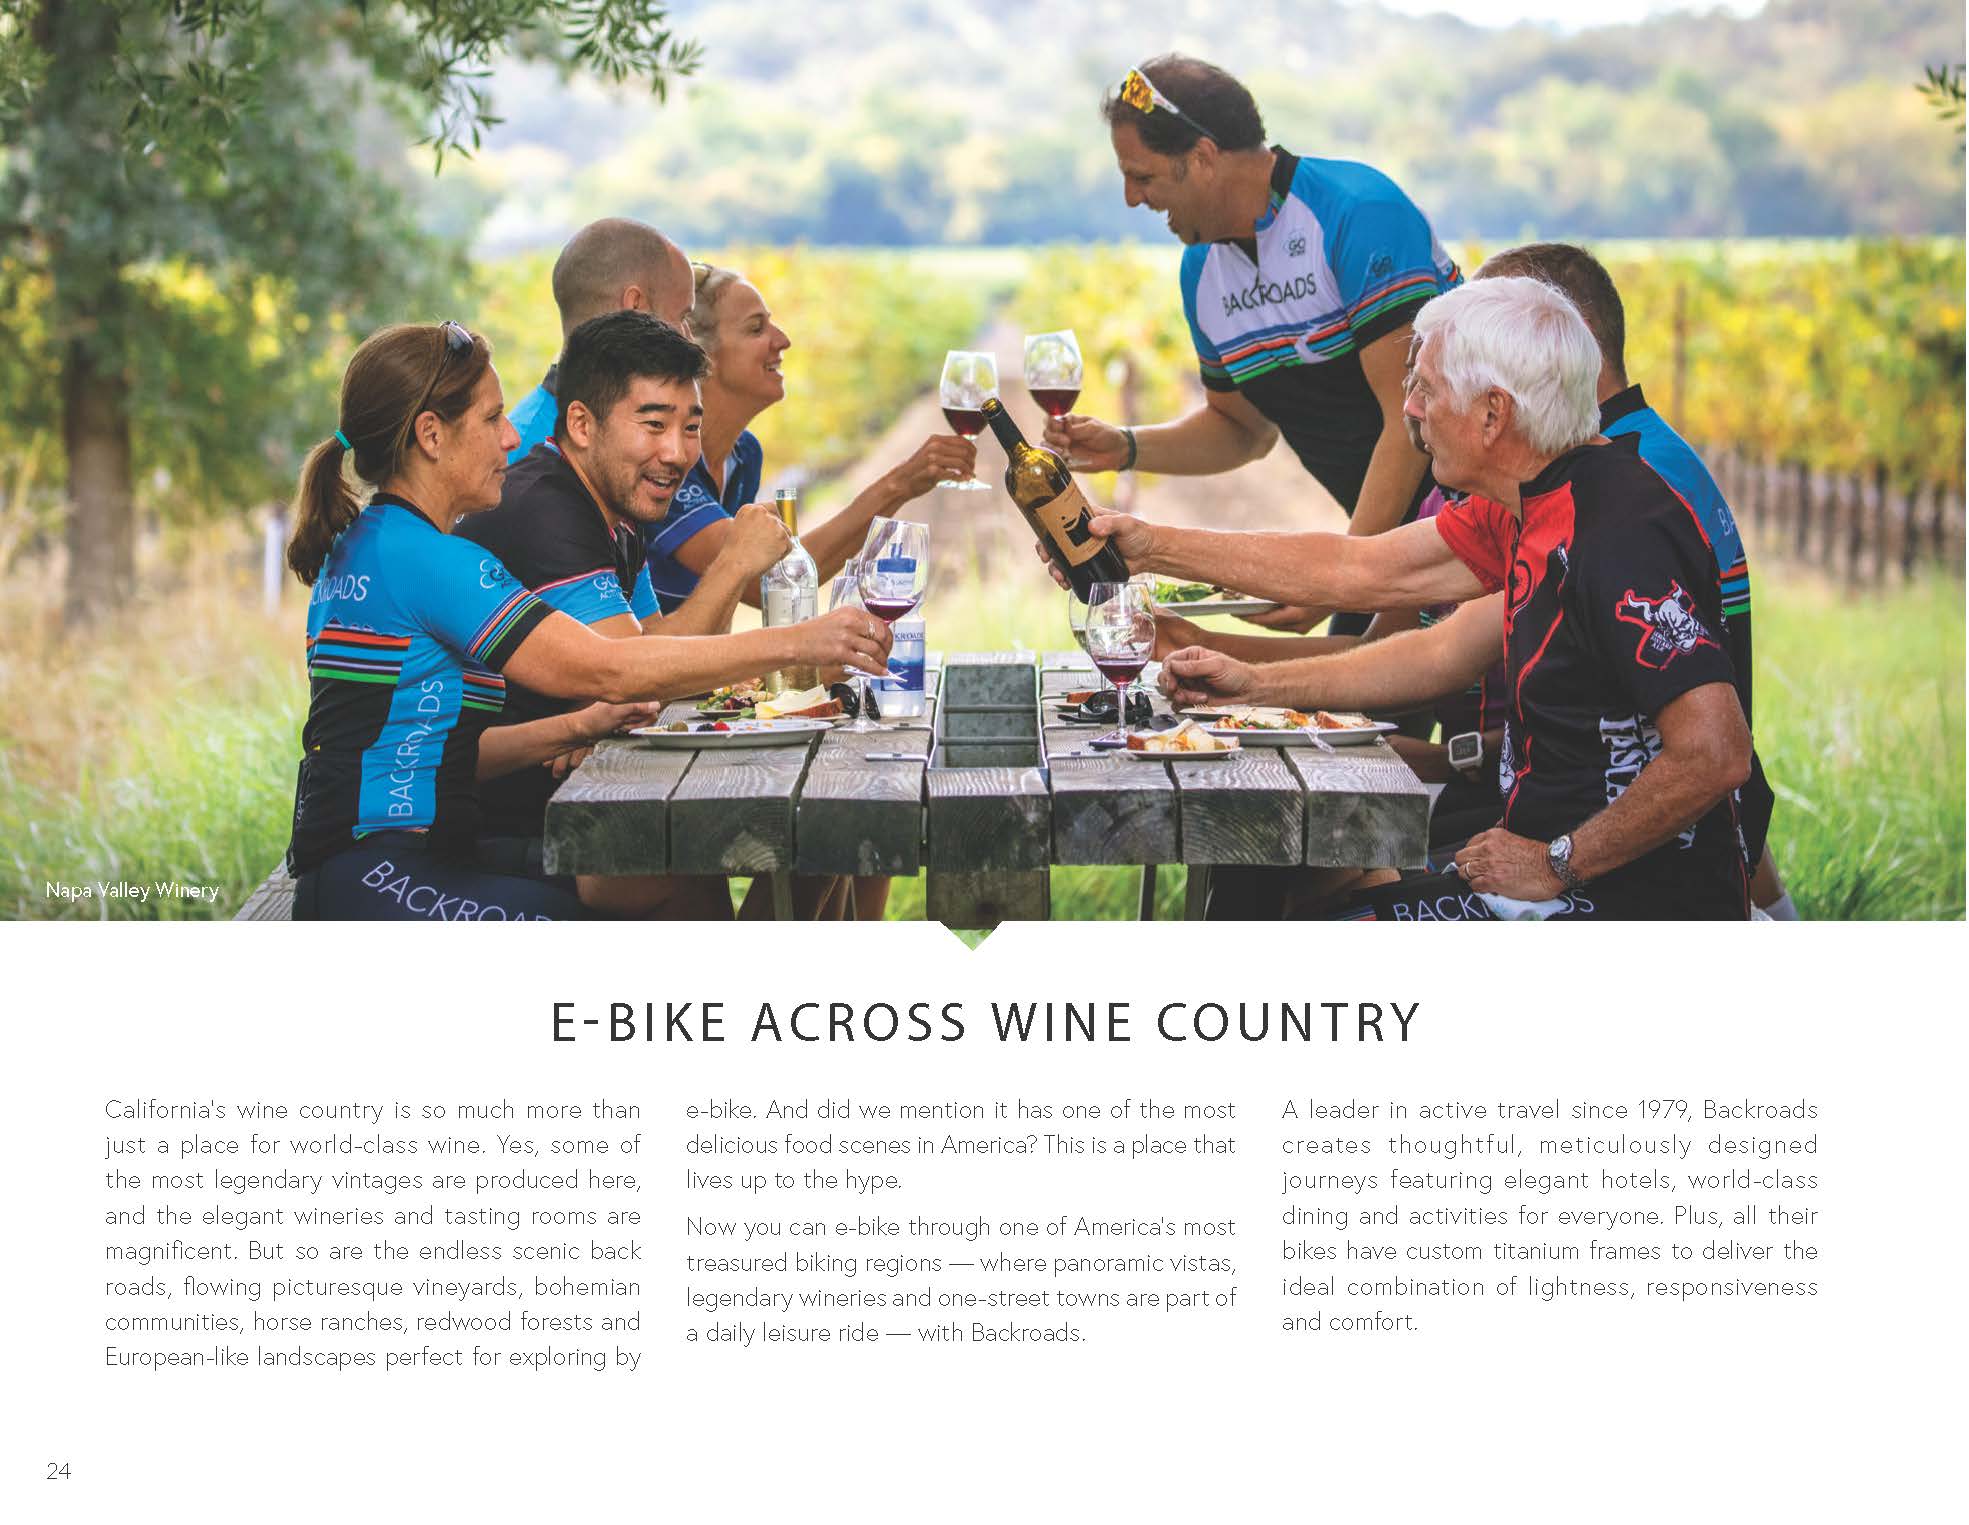 GO
BACKROADS
GO
GO
ACTIVE
BACKROADS
GO
GO
ACTIVE
BACKROADS
BACKROADS
Napa Valley Winery
BACKROADS
E-BIKE ACROSS WINE COUNTRY
California's wine country is so much more than
just a place for world-class wine. Yes, some of
the most legendary vintages are produced here,
and the elegant wineries and tasting rooms are
magnificent. But so are the endless scenic back
roads, flowing picturesque vineyards, bohemian
communities, horse ranches, redwood forests and
European-like landscapes perfect for exploring by
e-bike. And did we mention it has one of the most
delicious food scenes in America? This is a place that
lives up to the hype.
Now you can e-bike through one of America's most
treasured biking regions — where panoramic vistas,
legendary wineries and one-street towns are part of
a daily leisure ride — with Backroads.
A leader in active travel since 1979, Backroads
creates thoughtful, meticulously designed
journeys featuring elegant hotels, world-class
dining and activities for everyone. Plus, all their
bikes have custom titanium frames to deliver the
ideal combination of lightness, responsiveness
and comfort.
24